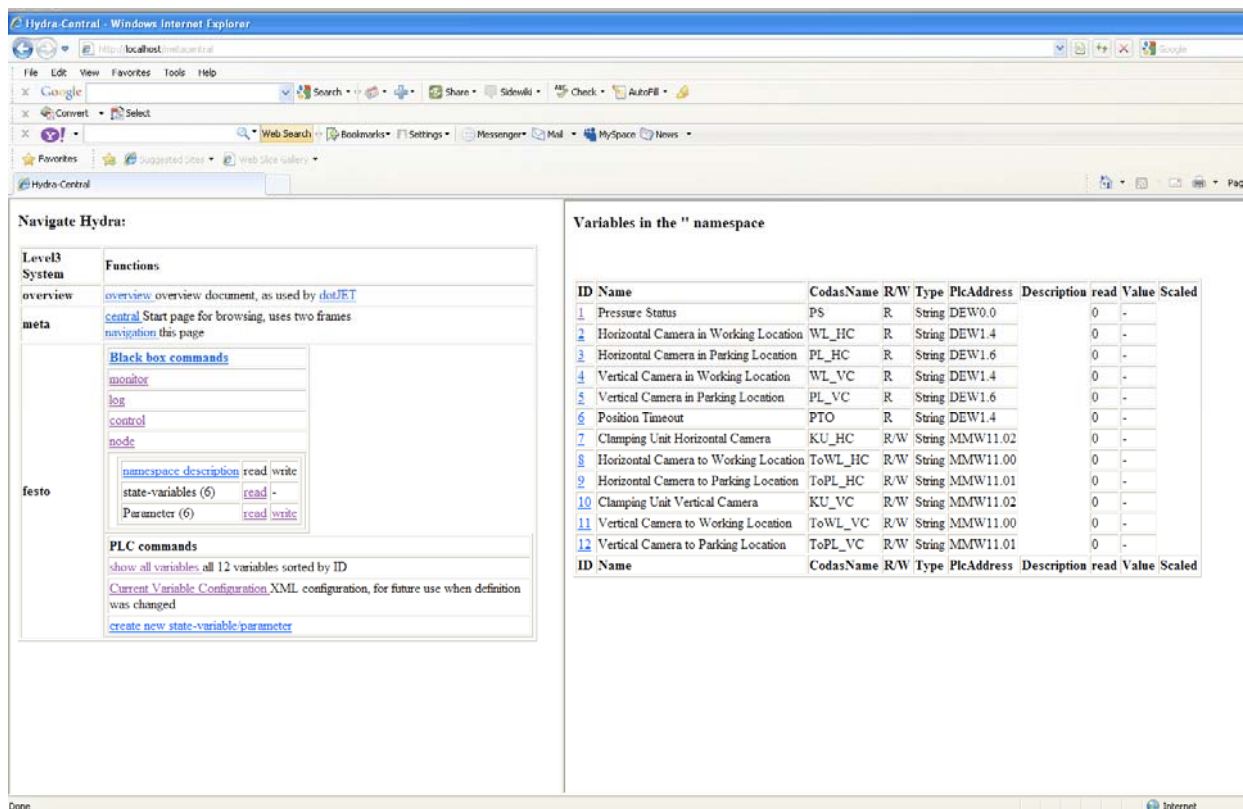 Hydra-Central - Windows Internet Explorer
http://localhost/metacentral
Google
File Edit View Favorites Tools Help
Google Search Share Sidewiki Check AutoFill
Convert Select
Y! Web Search Bookmarks Settings Messenger Mail MySpace News
Favorites Suggested Sites Web Slice Gallery
Hydra-Central Pag
Navigate Hydra:
Level3 System Functions
overview overview overview document, as used by dotJET
meta central Start page for browsing, uses two frames
navigation this page
festo
Black box commands
monitor
log
control
node
namespace description read write
state-variables (6) read -
Parameter (6) read write
PLC commands
show all variables all 12 variables sorted by ID
Current Variable Configuration XML configuration, for future use when definition
was changed
create new state-variable/parameter
Variables in the '' namespace
ID Name CodasName R/W Type PlcAddress Description read Value Scaled
1 Pressure Status PS R String DEW0.0 0 -
2 Horizontal Camera in Working Location WL_HC R String DEW1.4 0 -
3 Horizontal Camera in Parking Location PL_HC R String DEW1.6 0 -
4 Vertical Camera in Working Location WL_VC R String DEW1.4 0 -
5 Vertical Camera in Parking Location PL_VC R String DEW1.6 0 -
6 Position Timeout PTO R String DEW1.4 0 -
7 Clamping Unit Horizontal Camera KU_HC R/W String MMW11.02 0 -
8 Horizontal Camera to Working Location ToWL_HC R/W String MMW11.00 0 -
9 Horizontal Camera to Parking Location ToPL_HC R/W String MMW11.01 0 -
10 Clamping Unit Vertical Camera KU_VC R/W String MMW11.02 0 -
11 Vertical Camera to Working Location ToWL_VC R/W String MMW11.00 0 -
12 Vertical Camera to Parking Location ToPL_VC R/W String MMW11.01 0 -
ID Name CodasName R/W Type PlcAddress Description read Value Scaled
Done Internet